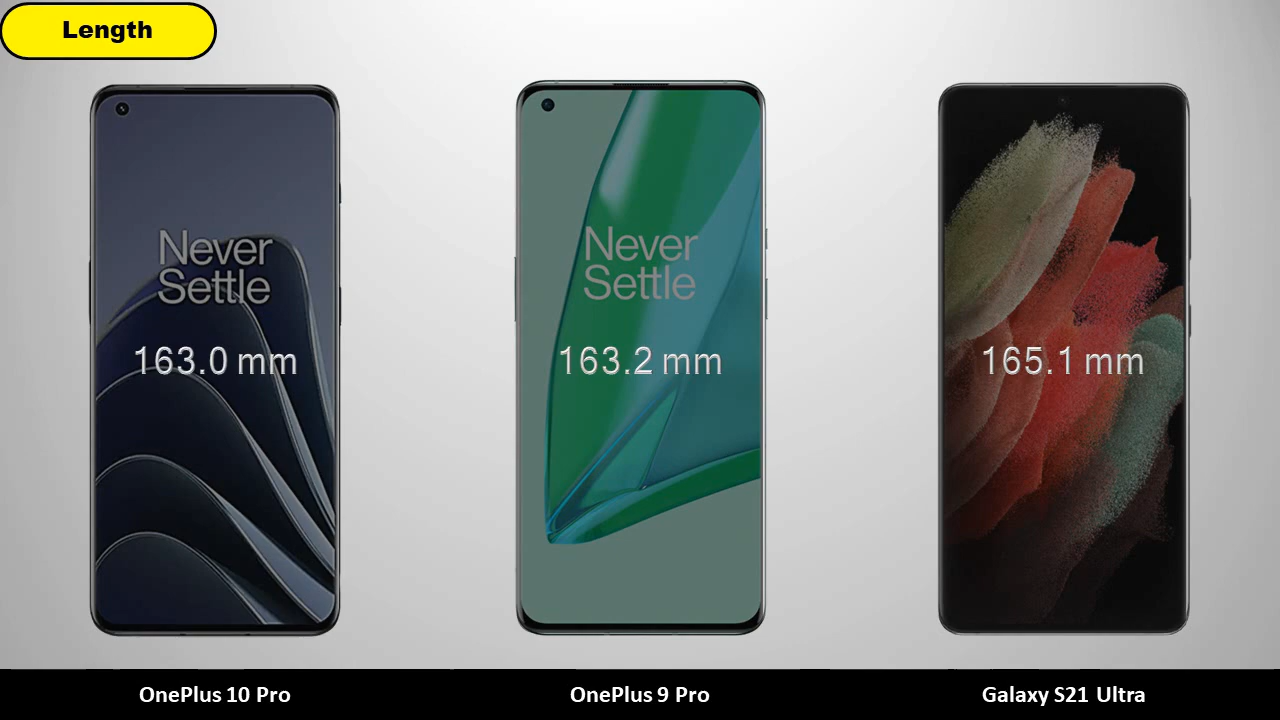 Length
Never
Settle
163.0 mm
Never
Settle
163.2 mm
165.1 mm
OnePlus 10 Pro
OnePlus 9 Pro
Galaxy S21 Ultra